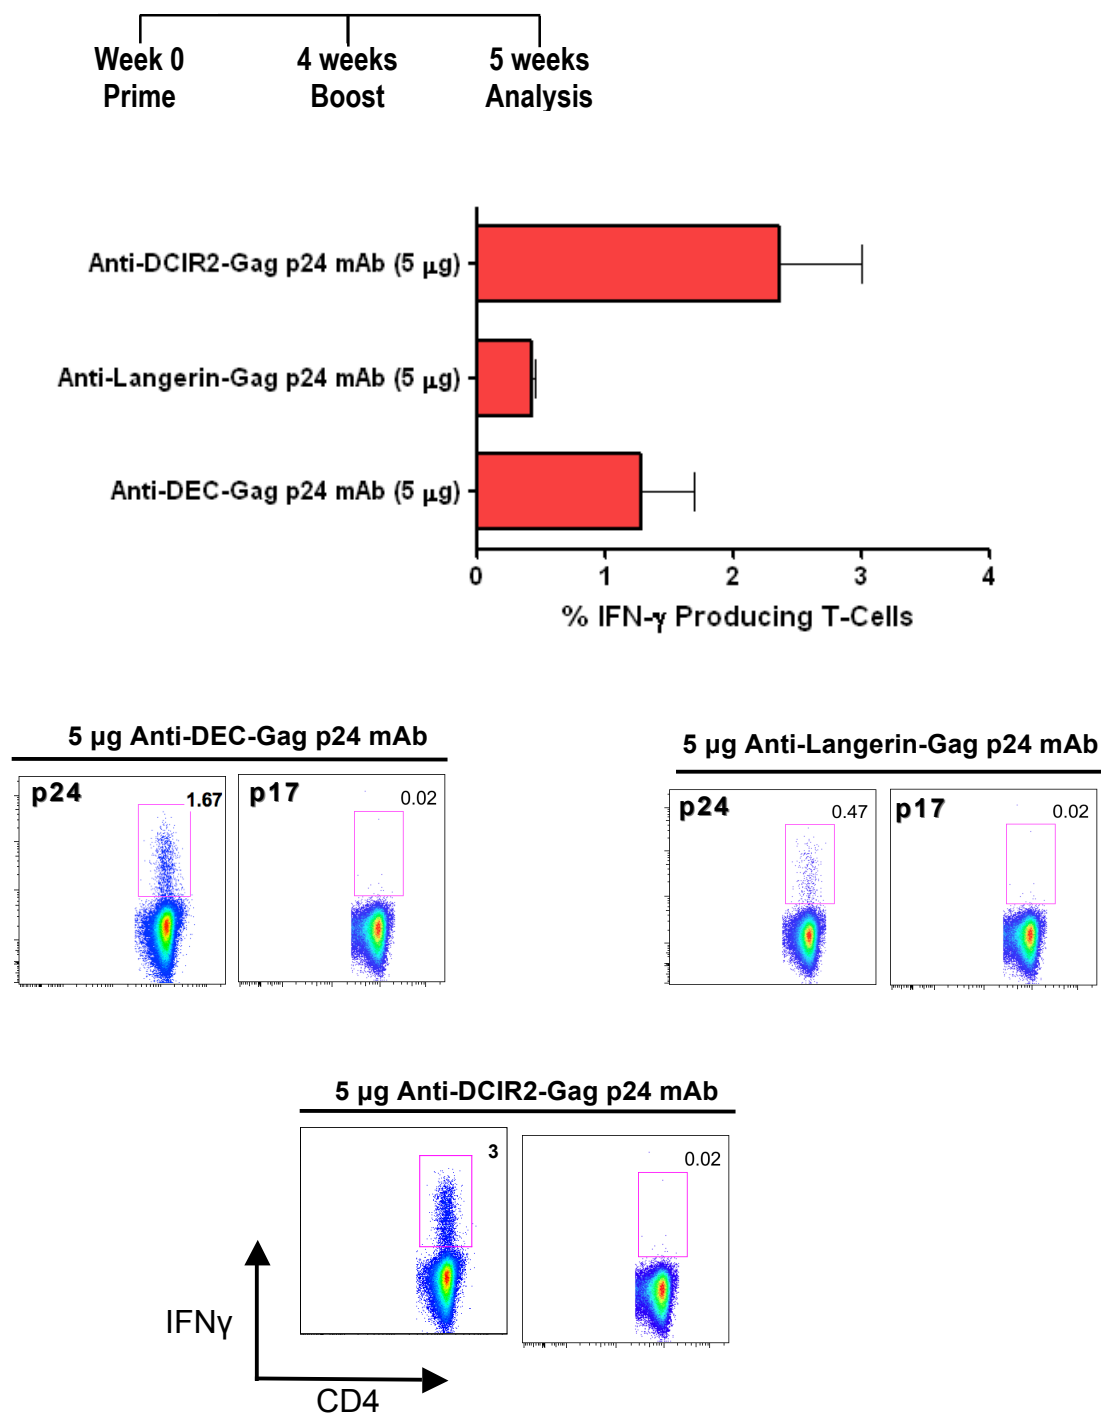 Week 0 4 weeks 5 weeks
Prime Boost Analysis
Anti-DCIR2-Gag p24 mAb (5 μg)
Anti-Langerin-Gag p24 mAb (5 μg)
Anti-DEC-Gag p24 mAb (5 μg)
0 1 2 3 4
% IFN-γ Producing T-Cells
5 μg Anti-DEC-Gag p24 mAb
p24 1.67 p17 0.02
5 μg Anti-Langerin-Gag p24 mAb
p24 0.47 p17 0.02
5 μg Anti-DCIR2-Gag p24 mAb
3 0.02
IFNγ
CD4